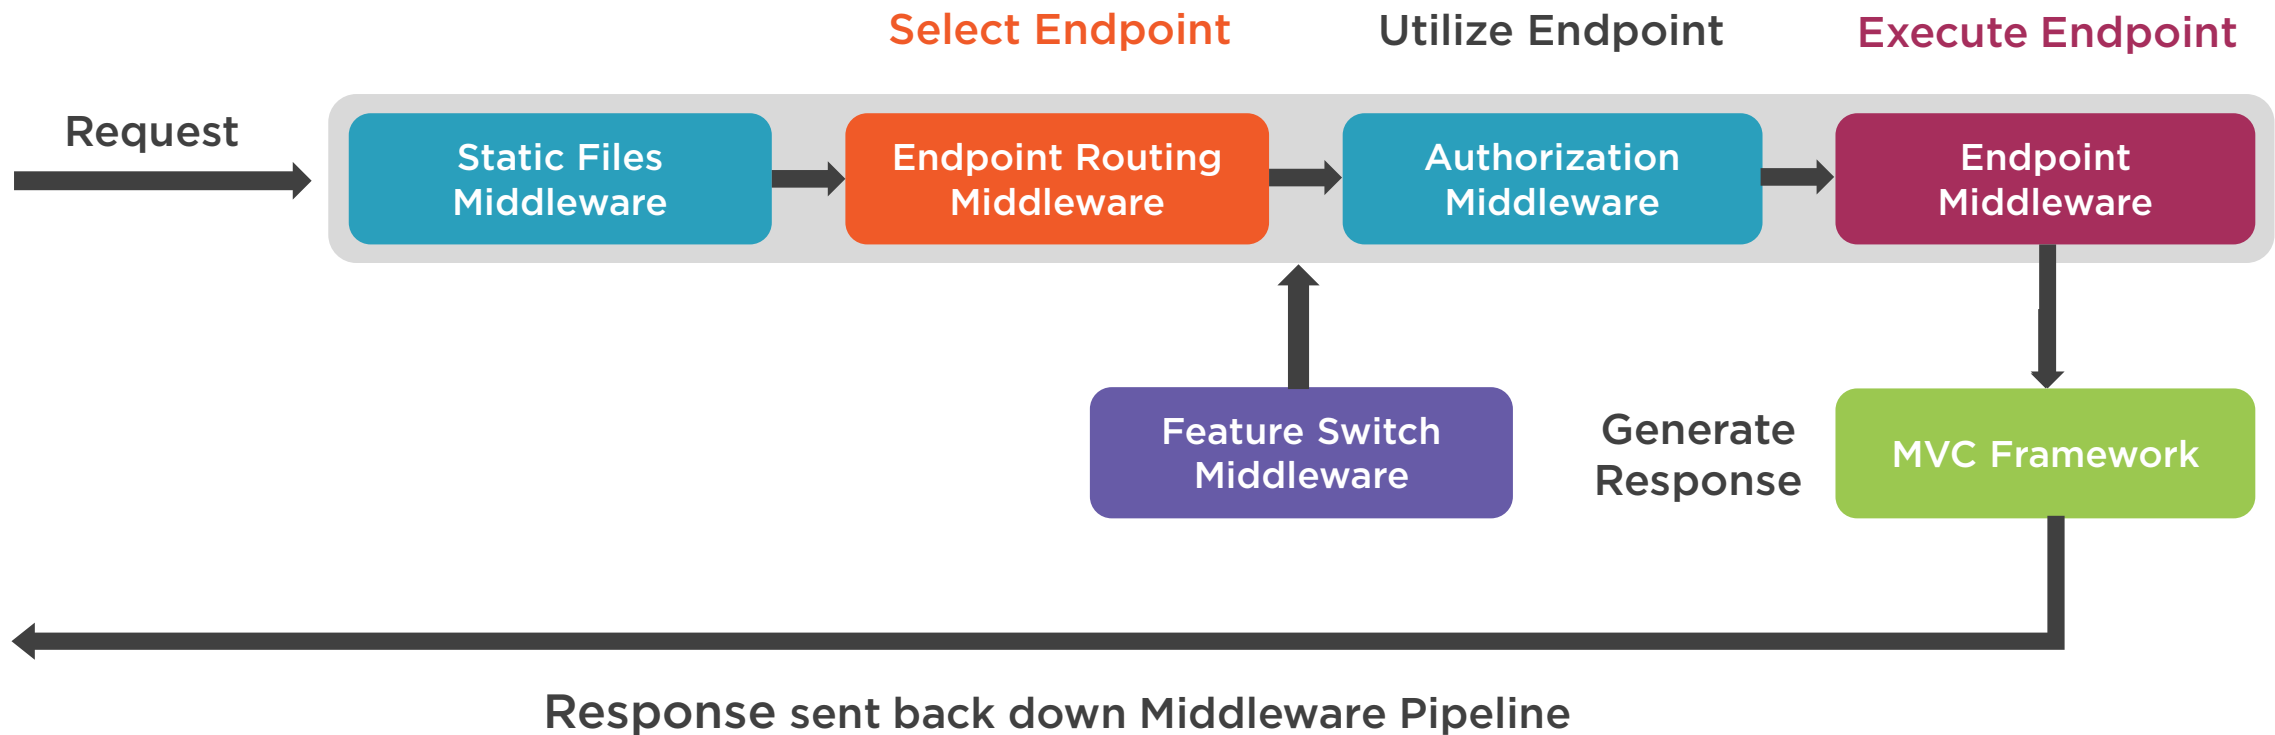 Select Endpoint
Utilize Endpoint
Execute Endpoint
Request
Static Files
Middleware
Endpoint Routing
Middleware
Authorization
Middleware
Endpoint
Middleware
Feature Switch
Middleware
Generate
Response
MVC Framework
Response sent back down Middleware Pipeline